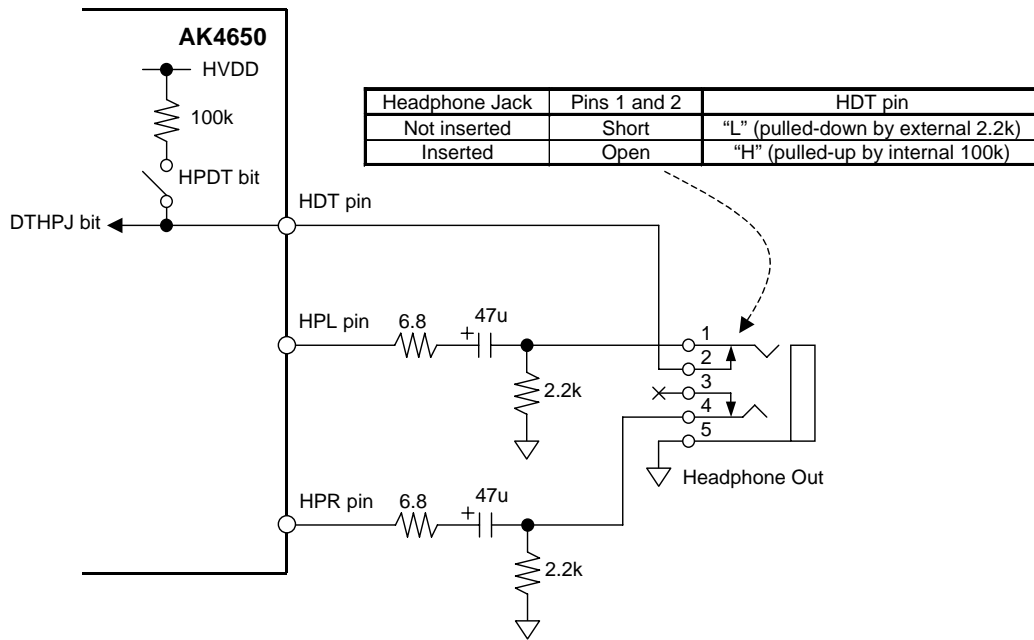 AK4650
HVDD
100k
HPDT bit
DTHPJ bit
HDT pin
Headphone Jack Pins 1 and 2 HDT pin
Not inserted Short “L” (pulled-down by external 2.2k)
Inserted Open “H” (pulled-up by internal 100k)
HPL pin
6.8
+
47u
2.2k
1
2
3
4
5
Headphone Out
HPR pin
6.8
+
47u
2.2k